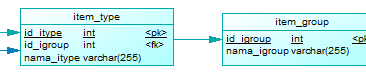 item_type
id_itype int <pk>
id_igroup int <fk>
nama_itype varchar(255)
item_group
id_igroup int <pk>
nama_igroup varchar(255)